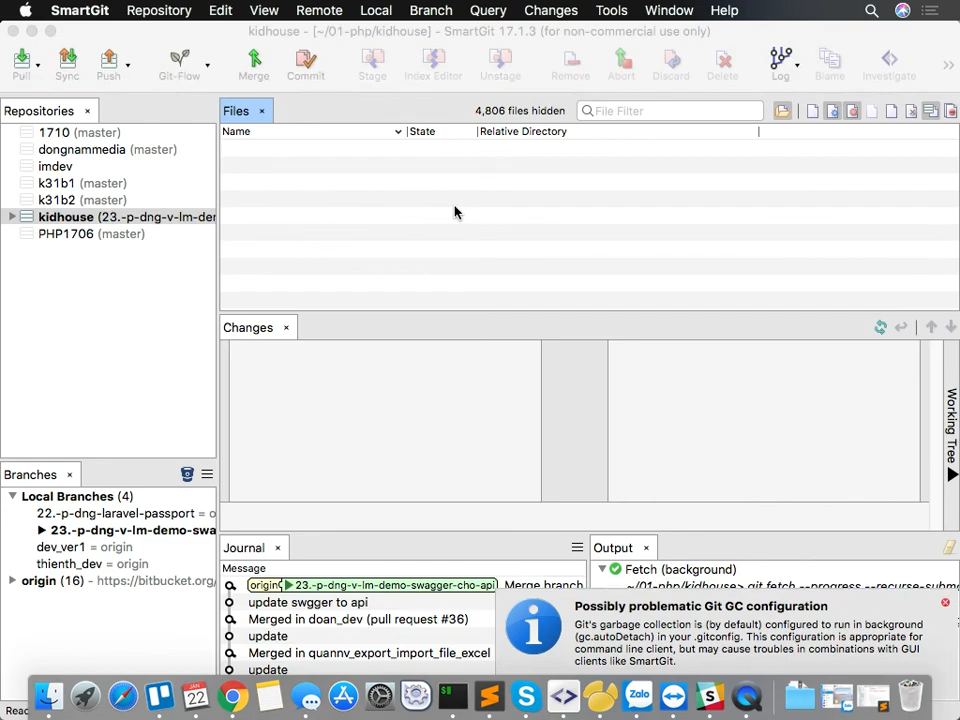 SmartGit Repository Edit View Remote Local Branch Query Changes Tools Window Help
kidhouse - [~/01-php/kidhouse] - SmartGit 17.1.3 (for non-commercial use only)
Pull Sync Push Git-Flow Merge Commit Stage Index Editor Unstage Remove Abort Discard Delete Log Blame Investigate
Repositories
Files 4,806 files hidden File Filter
Name State Relative Directory
1710 (master)
dongnammedia (master)
imdev
k31b1 (master)
k31b2 (master)
kidhouse (23.-p-dng-v-lm-der
PHP1706 (master)
Changes
Working Tree
Branches
Local Branches (4)
22.-p-dng-laravel-passport = o
23.-p-dng-v-lm-demo-swa
dev_ver1 = origin
thienth_dev = origin
origin (16) - https://bitbucket.org/
Journal
Message
origin 23.-p-dng-v-lm-demo-swagger-cho-api Merge branch
update swgger to api
Merged in doan_dev (pull request #36)
update
Merged in quannv_export_import_file_excel
update
Output
Fetch (background)
~/01-php/kidhouse> git fetch --progress --recurse-subm
Possibly problematic Git GC configuration
Git's garbage collection is (by default) configured to run in background
(gc.autoDetach) in your .gitconfig. This configuration is appropriate for
command line client, but may cause troubles in combinations with GUI
clients like SmartGit.
Read
JAN
22
Zalo